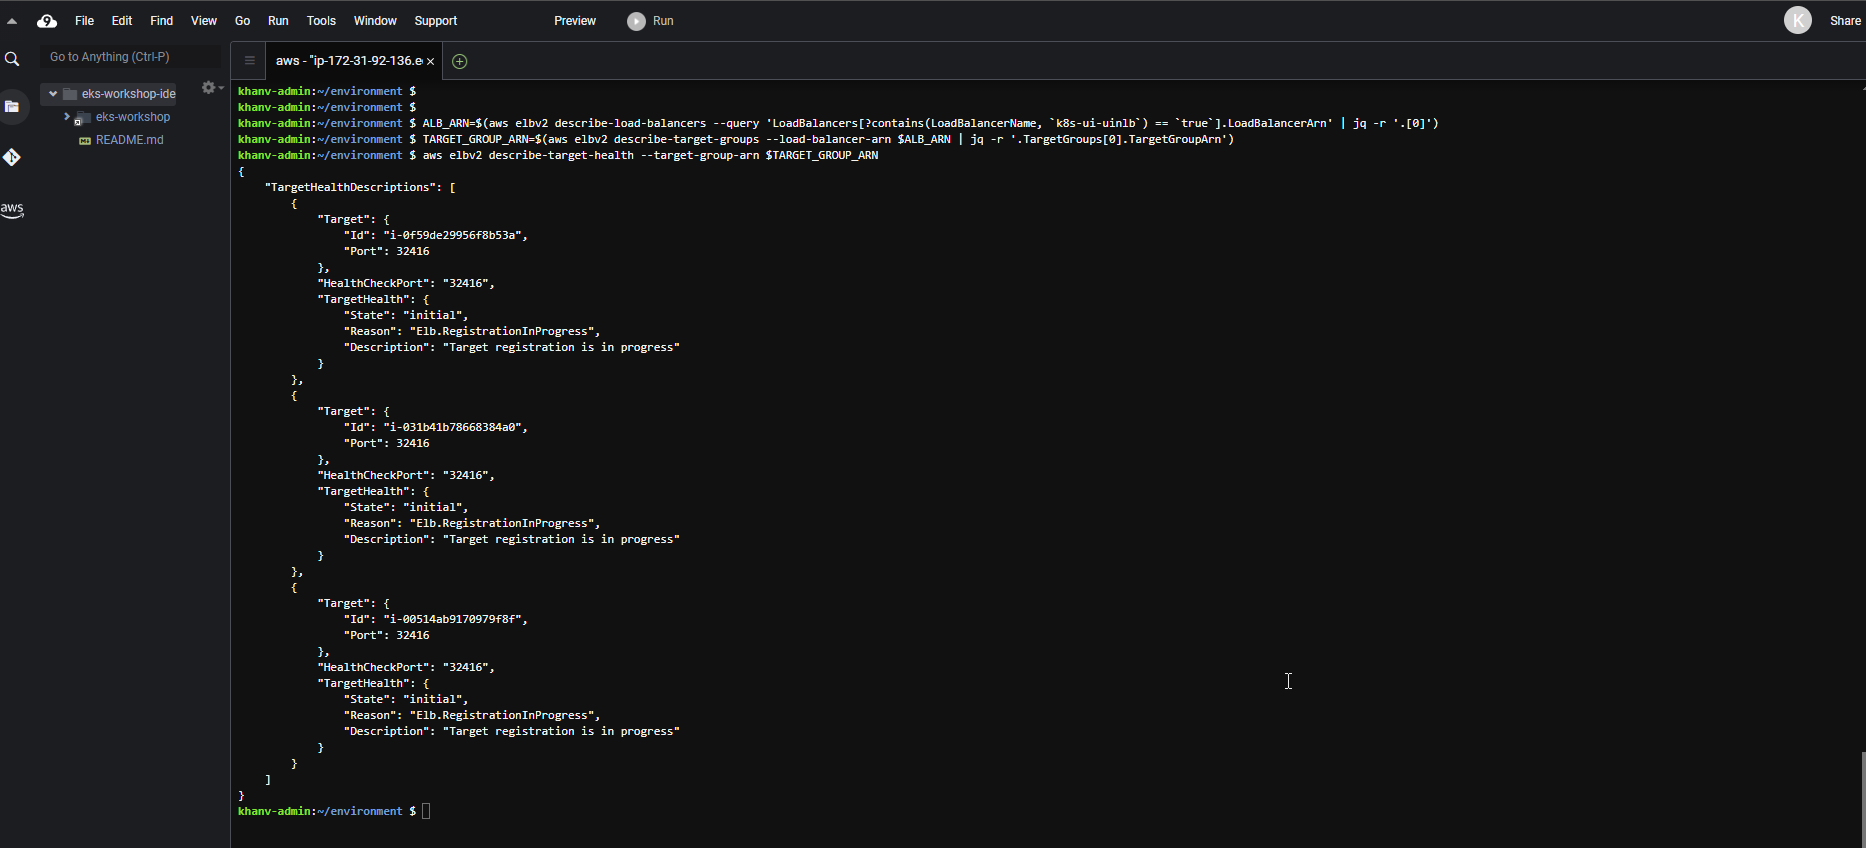 File Edit Find View Go Run Tools Window Support Preview Run K Share
Go to Anything (Ctrl-P)
aws - "ip-172-31-92-136.e
eks-workshop-ide
eks-workshop
README.md
aws
khanv-admin:~/environment $
khanv-admin:~/environment $
khanv-admin:~/environment $ ALB_ARN=$(aws elbv2 describe-load-balancers --query 'LoadBalancers[?contains(LoadBalancerName, `k8s-ui-uinlb`) == `true`].LoadBalancerArn' | jq -r '.[0]')
khanv-admin:~/environment $ TARGET_GROUP_ARN=$(aws elbv2 describe-target-groups --load-balancer-arn $ALB_ARN | jq -r '.TargetGroups[0].TargetGroupArn')
khanv-admin:~/environment $ aws elbv2 describe-target-health --target-group-arn $TARGET_GROUP_ARN
{
    "TargetHealthDescriptions": [
        {
            "Target": {
                "Id": "i-0f59de29956f8b53a",
                "Port": 32416
            },
            "HealthCheckPort": "32416",
            "TargetHealth": {
                "State": "initial",
                "Reason": "Elb.RegistrationInProgress",
                "Description": "Target registration is in progress"
            }
        },
        {
            "Target": {
                "Id": "i-031b41b78668384a0",
                "Port": 32416
            },
            "HealthCheckPort": "32416",
            "TargetHealth": {
                "State": "initial",
                "Reason": "Elb.RegistrationInProgress",
                "Description": "Target registration is in progress"
            }
        },
        {
            "Target": {
                "Id": "i-00514ab9170979f8f",
                "Port": 32416
            },
            "HealthCheckPort": "32416",
            "TargetHealth": {
                "State": "initial",
                "Reason": "Elb.RegistrationInProgress",
                "Description": "Target registration is in progress"
            }
        }
    ]
}
khanv-admin:~/environment $